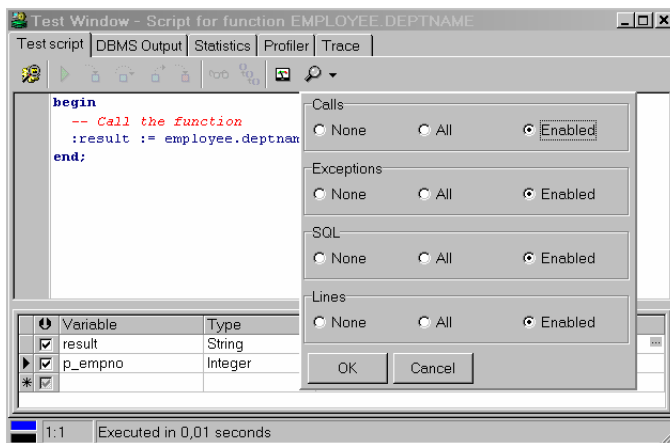 Test Window - Script for function EMPLOYEE.DEPTNAME
Test script DBMS Output Statistics Profiler Trace
begin
-- Call the function
:result := employee.deptnam
end;
Calls
None All Enabled
Exceptions
None All Enabled
SQL
None All Enabled
Lines
None All Enabled
OK Cancel
Variable Type
result String
p_empno Integer
1:1 Executed in 0,01 seconds